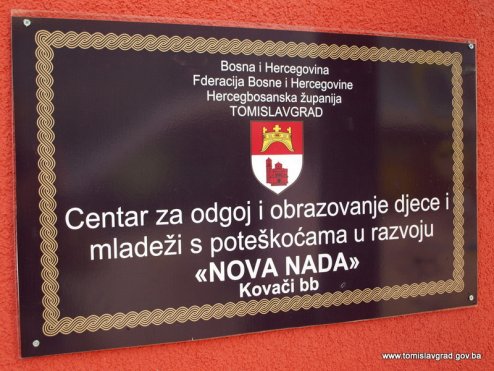 Bosna i Hercegovina
Fderacija Bosne i Hercegovine
Hercegbosanska županija
TOMISLAVGRAD
Centar za odgoj i obrazovanje djece i
mladeži s poteškoćama u razvoju
«NOVA NADA»
Kovači bb
www.tomislavgrad.gov.ba